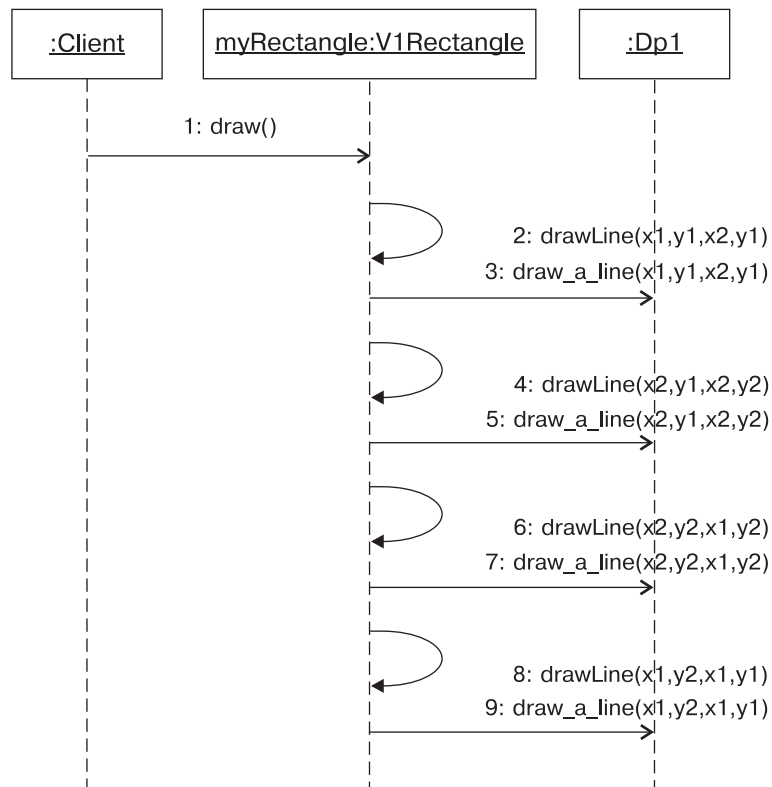 :Client
myRectangle:V1Rectangle
:Dp1
1: draw()
2: drawLine(x1,y1,x2,y1)
3: draw_a_line(x1,y1,x2,y1)
4: drawLine(x2,y1,x2,y2)
5: draw_a_line(x2,y1,x2,y2)
6: drawLine(x2,y2,x1,y2)
7: draw_a_line(x2,y2,x1,y2)
8: drawLine(x1,y2,x1,y1)
9: draw_a_line(x1,y2,x1,y1)